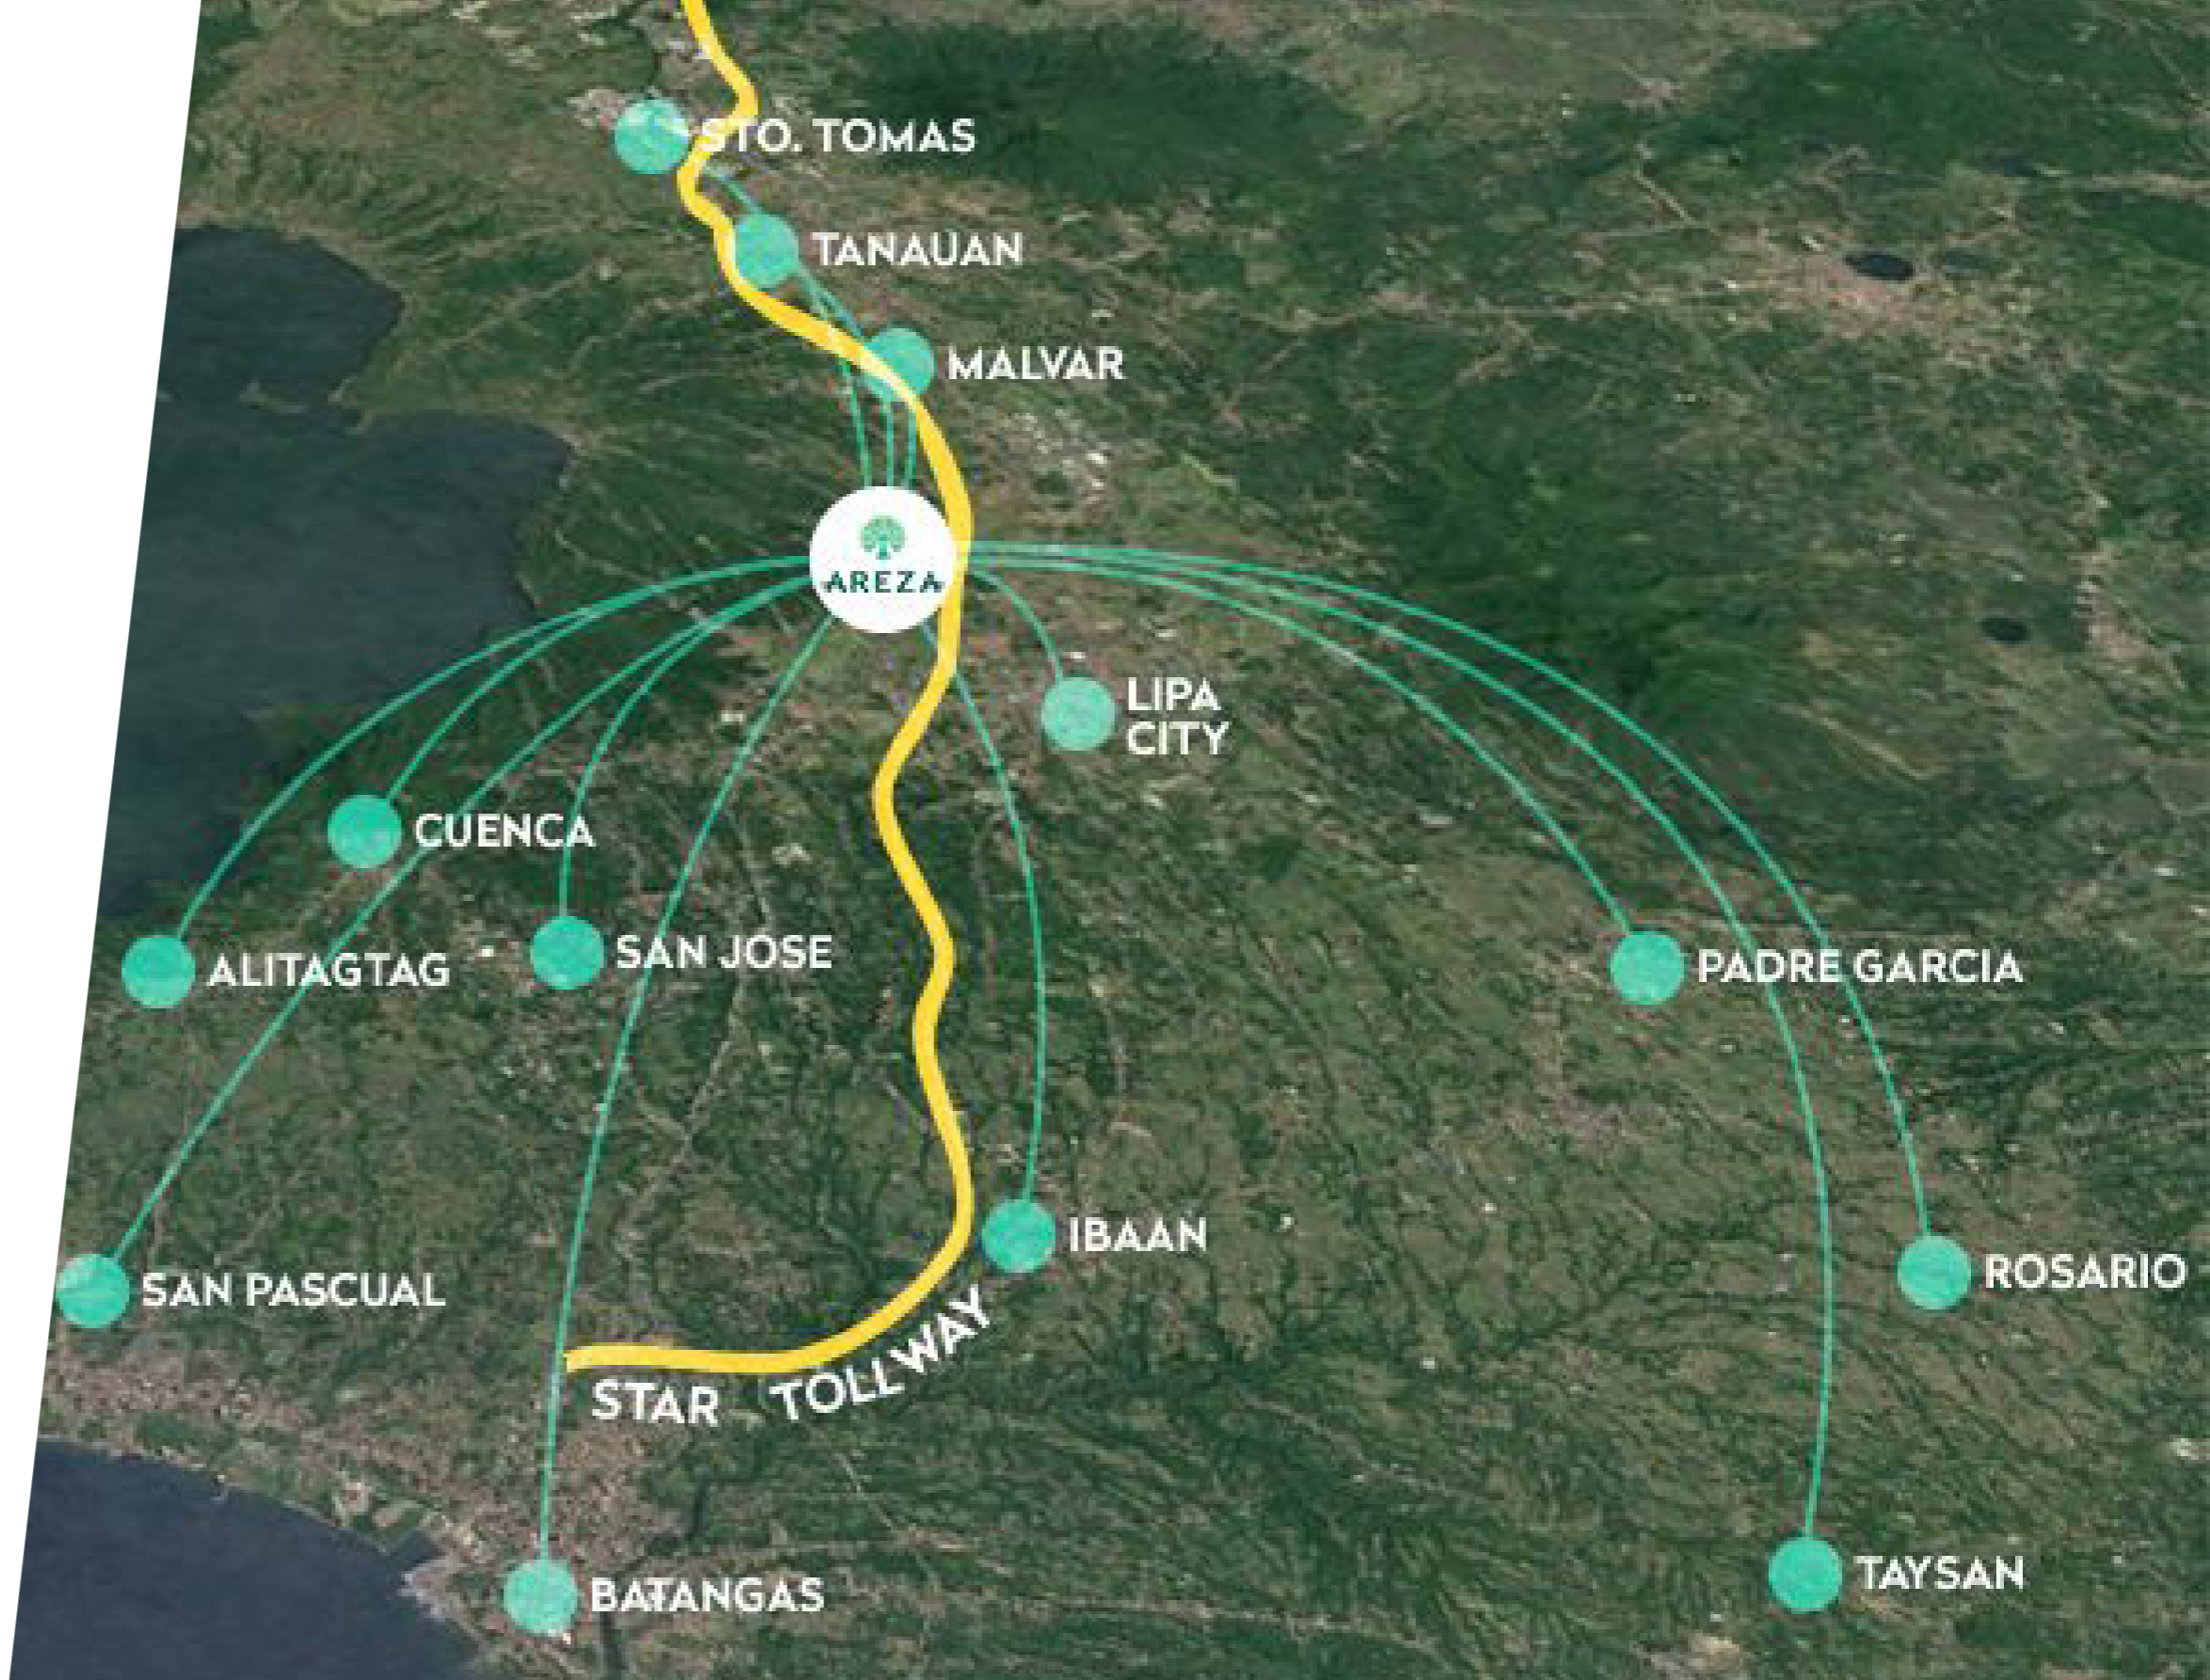 STO. TOMAS
TANAUAN
MALVAR
AREZA
LIPA
CITY
CUENCA
SAN JOSE
ALITAGTAG
PADRE GARCIA
IBAAN
ROSARIO
SAN PASCUAL
STAR TOLLWAY
TAYSAN
BATANGAS